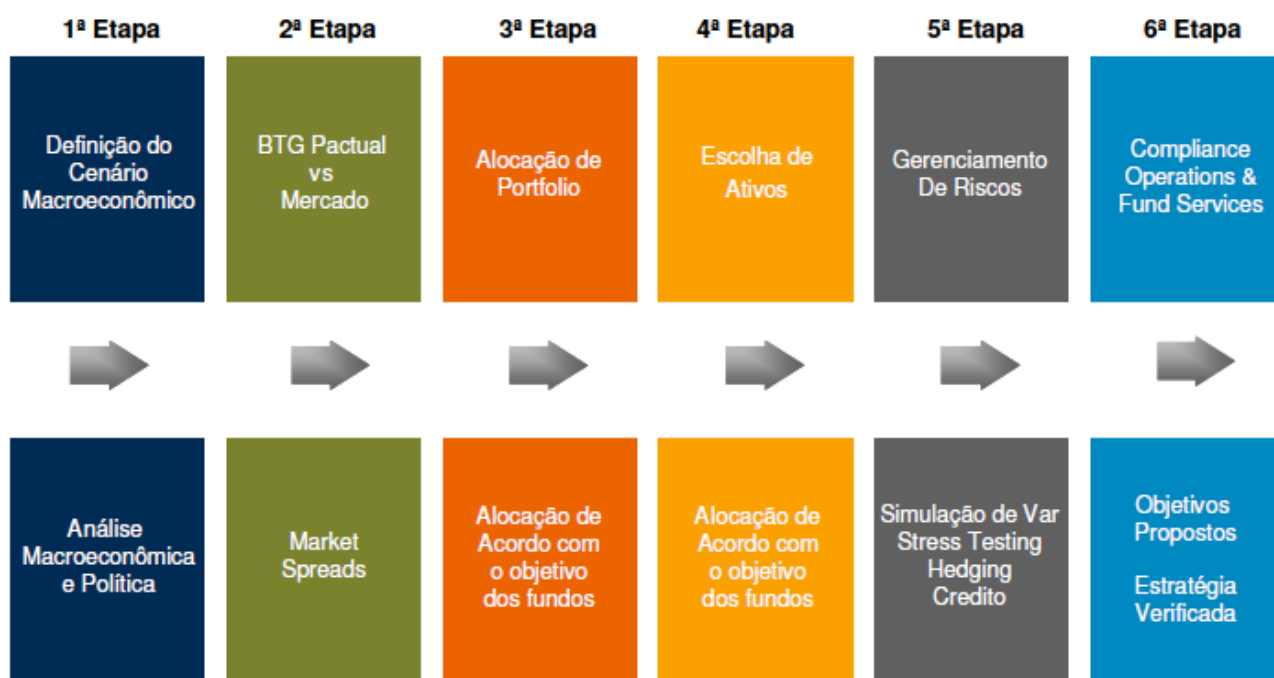 1ª Etapa
2ª Etapa
3ª Etapa
4ª Etapa
5ª Etapa
6ª Etapa
Definição do
Cenário
Macroeconômico
BTG Pactual
vs
Mercado
Alocação de
Portfolio
Escolha de
Ativos
Gerenciamento
De Riscos
Compliance
Operations &
Fund Services
Análise
Macroeconômica
e Política
Market
Spreads
Alocação de
Acordo com
o objetivo
dos fundos
Alocação de
Acordo com
o objetivo
dos fundos
Simulação de Var
Stress Testing
Hedging
Credito
Objetivos
Propostos
Estratégia
Verificada